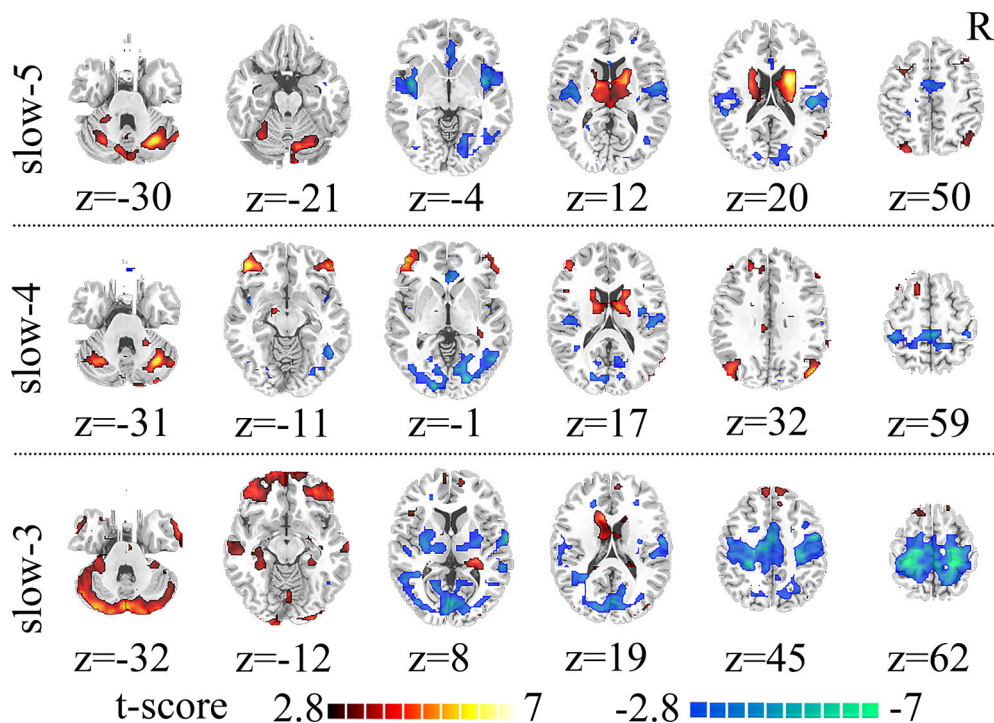 R
slow-5
z=-30 z=-21 z=-4 z=12 z=20 z=50
slow-4
z=-31 z=-11 z=-1 z=17 z=32 z=59
slow-3
z=-32 z=-12 z=8 z=19 z=45 z=62
t-score 2.8 7 -2.8 -7